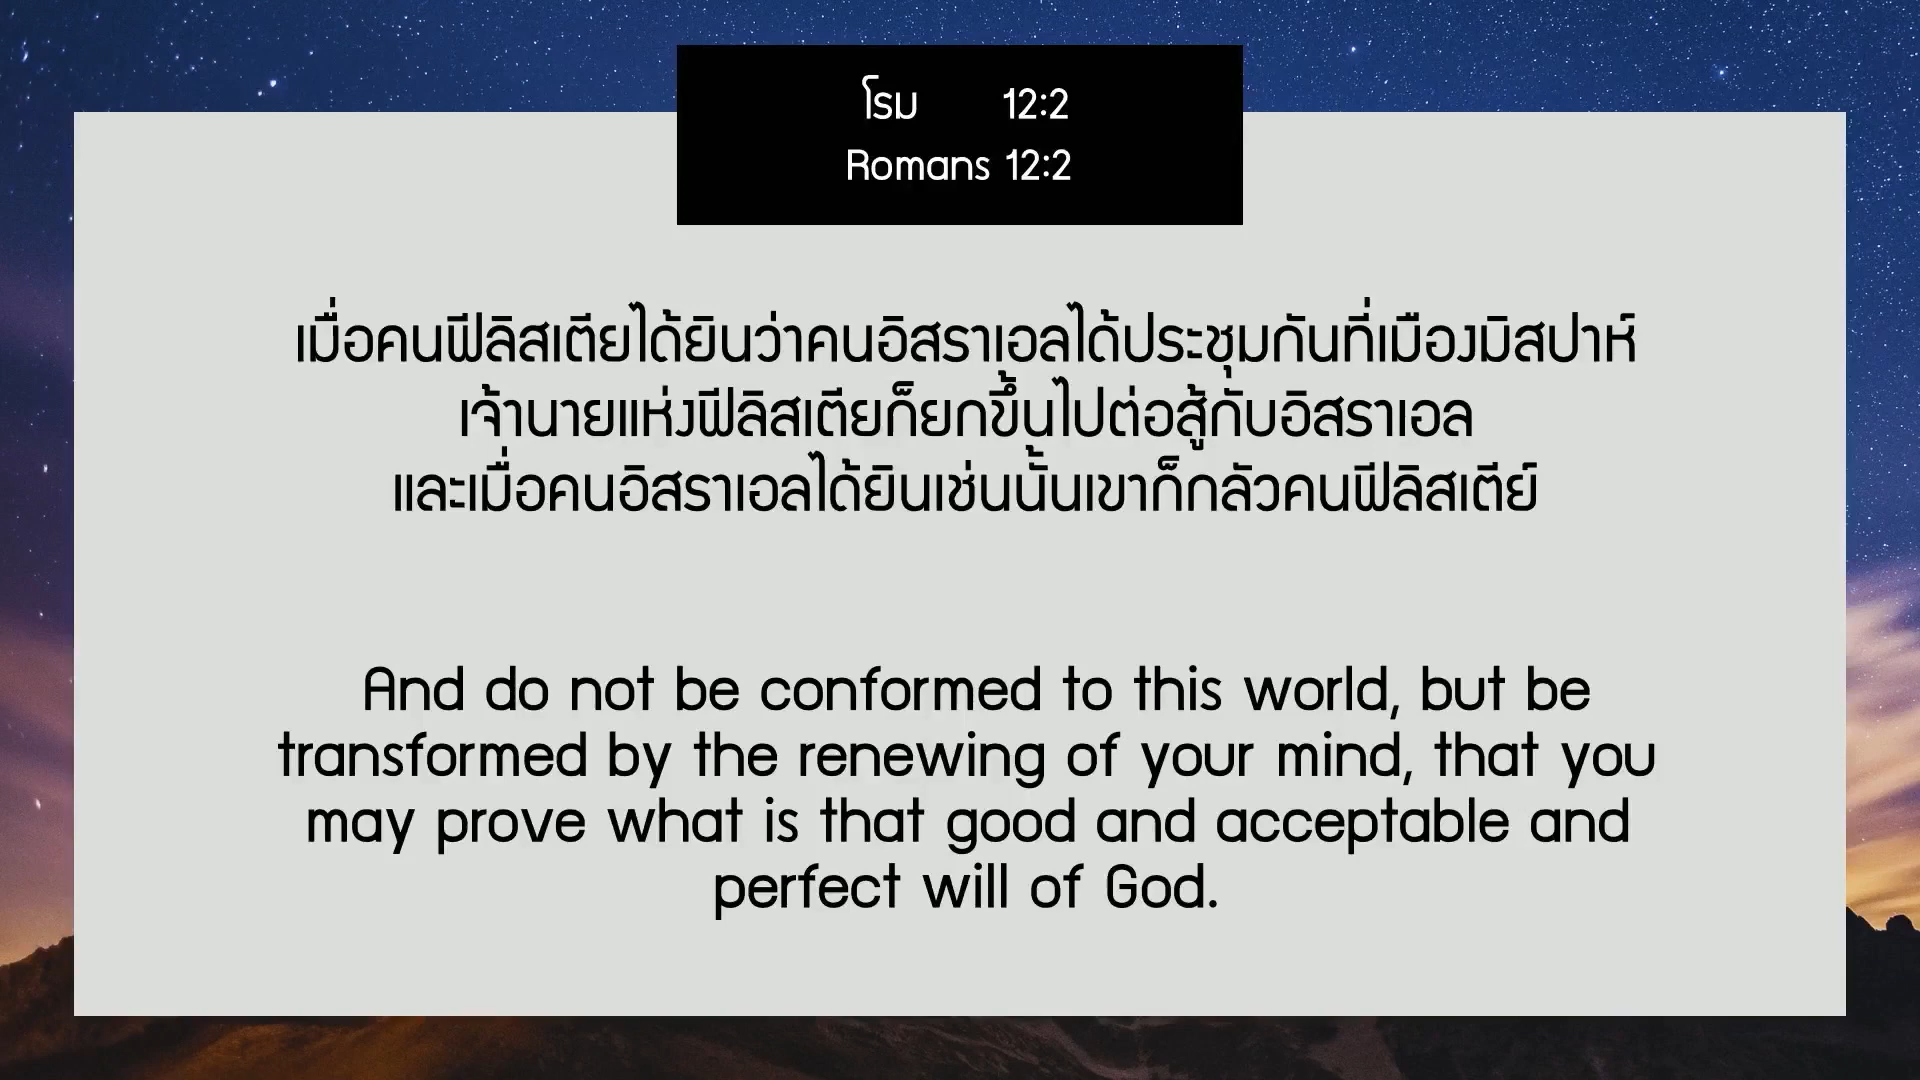 โรม 12:2
Romans 12:2
เมื่อคนฟีลิสเตียได้ยินว่าคนอิสราเอลได้ประชุมกันที่เมืองมิสปาห์
เจ้านายแห่งฟีลิสเตียก็ยกขึ้นไปต่อสู้กับอิสราเอล
และเมื่อคนอิสราเอลได้ยินเช่นนั้นเขาก็กลัวคนฟีลิสเตีย์
And do not be conformed to this world, but be
transformed by the renewing of your mind, that you
may prove what is that good and acceptable and
perfect will of God.